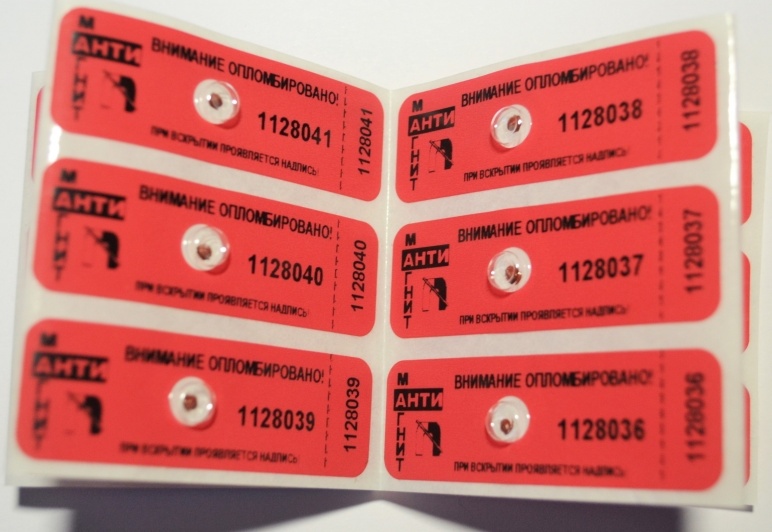 М
АНТИ
ГНИТ
ВНИМАНИЕ ОПЛОМБИРОВАНО!
1128041
1128041
ПРИ ВСКРЫТИИ ПРОЯВЛЯЕТСЯ НАДПИСЬ
М
АНТИ
ГНИТ
ВНИМАНИЕ ОПЛОМБИРОВАНО!
1128040
1128040
ПРИ ВСКРЫТИИ ПРОЯВЛЯЕТСЯ НАДПИСЬ
М
АНТИ
ГНИТ
ВНИМАНИЕ ОПЛОМБИРОВАНО!
1128039
1128039
ПРИ ВСКРЫТИИ ПРОЯВЛЯЕТСЯ НАДПИСЬ
М
АНТИ
ГНИТ
ВНИМАНИЕ ОПЛОМБИРОВАНО!
1128038
1128038
ПРИ ВСКРЫТИИ ПРОЯВЛЯЕТСЯ НАДПИСЬ
М
АНТИ
ГНИТ
ВНИМАНИЕ ОПЛОМБИРОВАНО!
1128037
1128037
ПРИ ВСКРЫТИИ ПРОЯВЛЯЕТСЯ НАДПИСЬ
М
АНТИ
ГНИТ
ВНИМАНИЕ ОПЛОМБИРОВАНО!
1128036
1128036
ПРИ ВСКРЫТИИ ПРОЯВЛЯЕТСЯ НАДПИСЬ